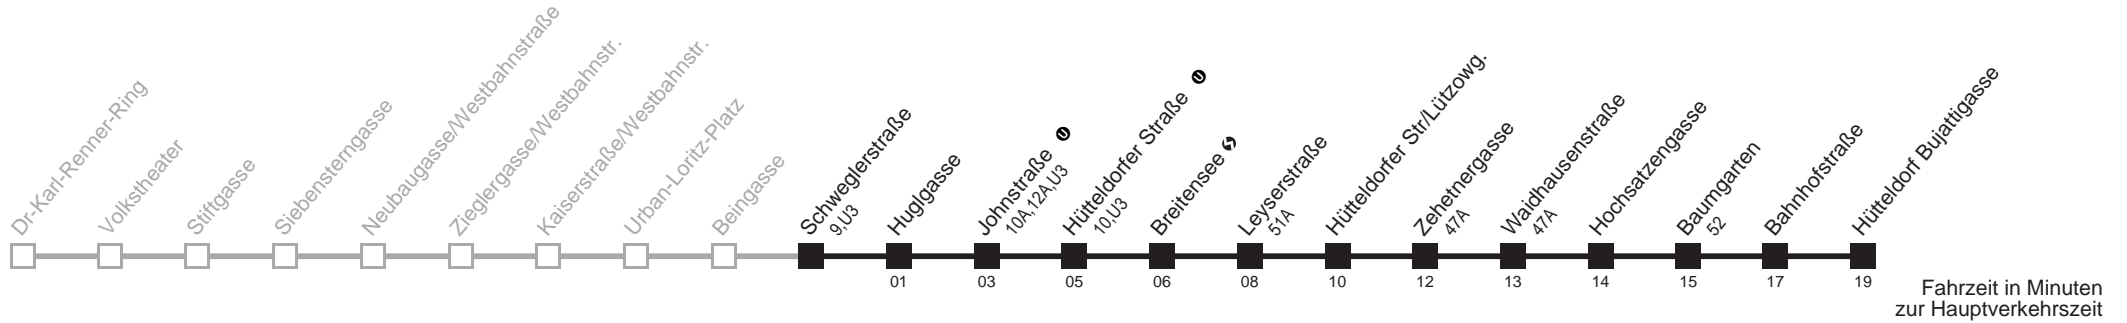 Dr-Karl-Renner-Ring
Volkstheater
Stiftgasse
Siebensterngasse
Neubaugasse/Westbahnstraße
Zieglergasse/Westbahnstr.
Kaiserstraße/Westbahnstr.
Urban-Loritz-Platz
Beingasse
Schweglerstraße
9,U3
Huglgasse
Johnstraße U
10A,12A,U3
Hütteldorfer Straße U
10,U3
Breitensee S
Leyserstraße
51A
Hütteldorfer Str/Lützowg.
Zehetnergasse
47A
Waidhausenstraße
47A
Hochsatzengasse
Baumgarten
52
Bahnhofstraße
Hütteldorf Bujattigasse
01 03 05 06 08 10 12 13 14 15 17 19
Fahrzeit in Minuten
zur Hauptverkehrszeit